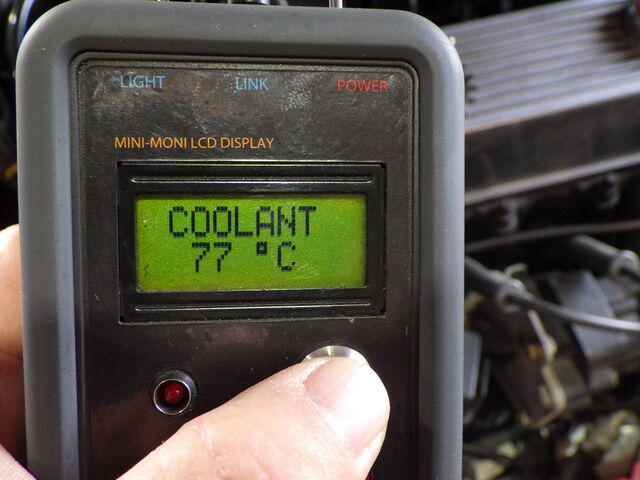 LIGHT LINK POWER
MINI-MONI LCD DISPLAY
COOLANT
77 °C